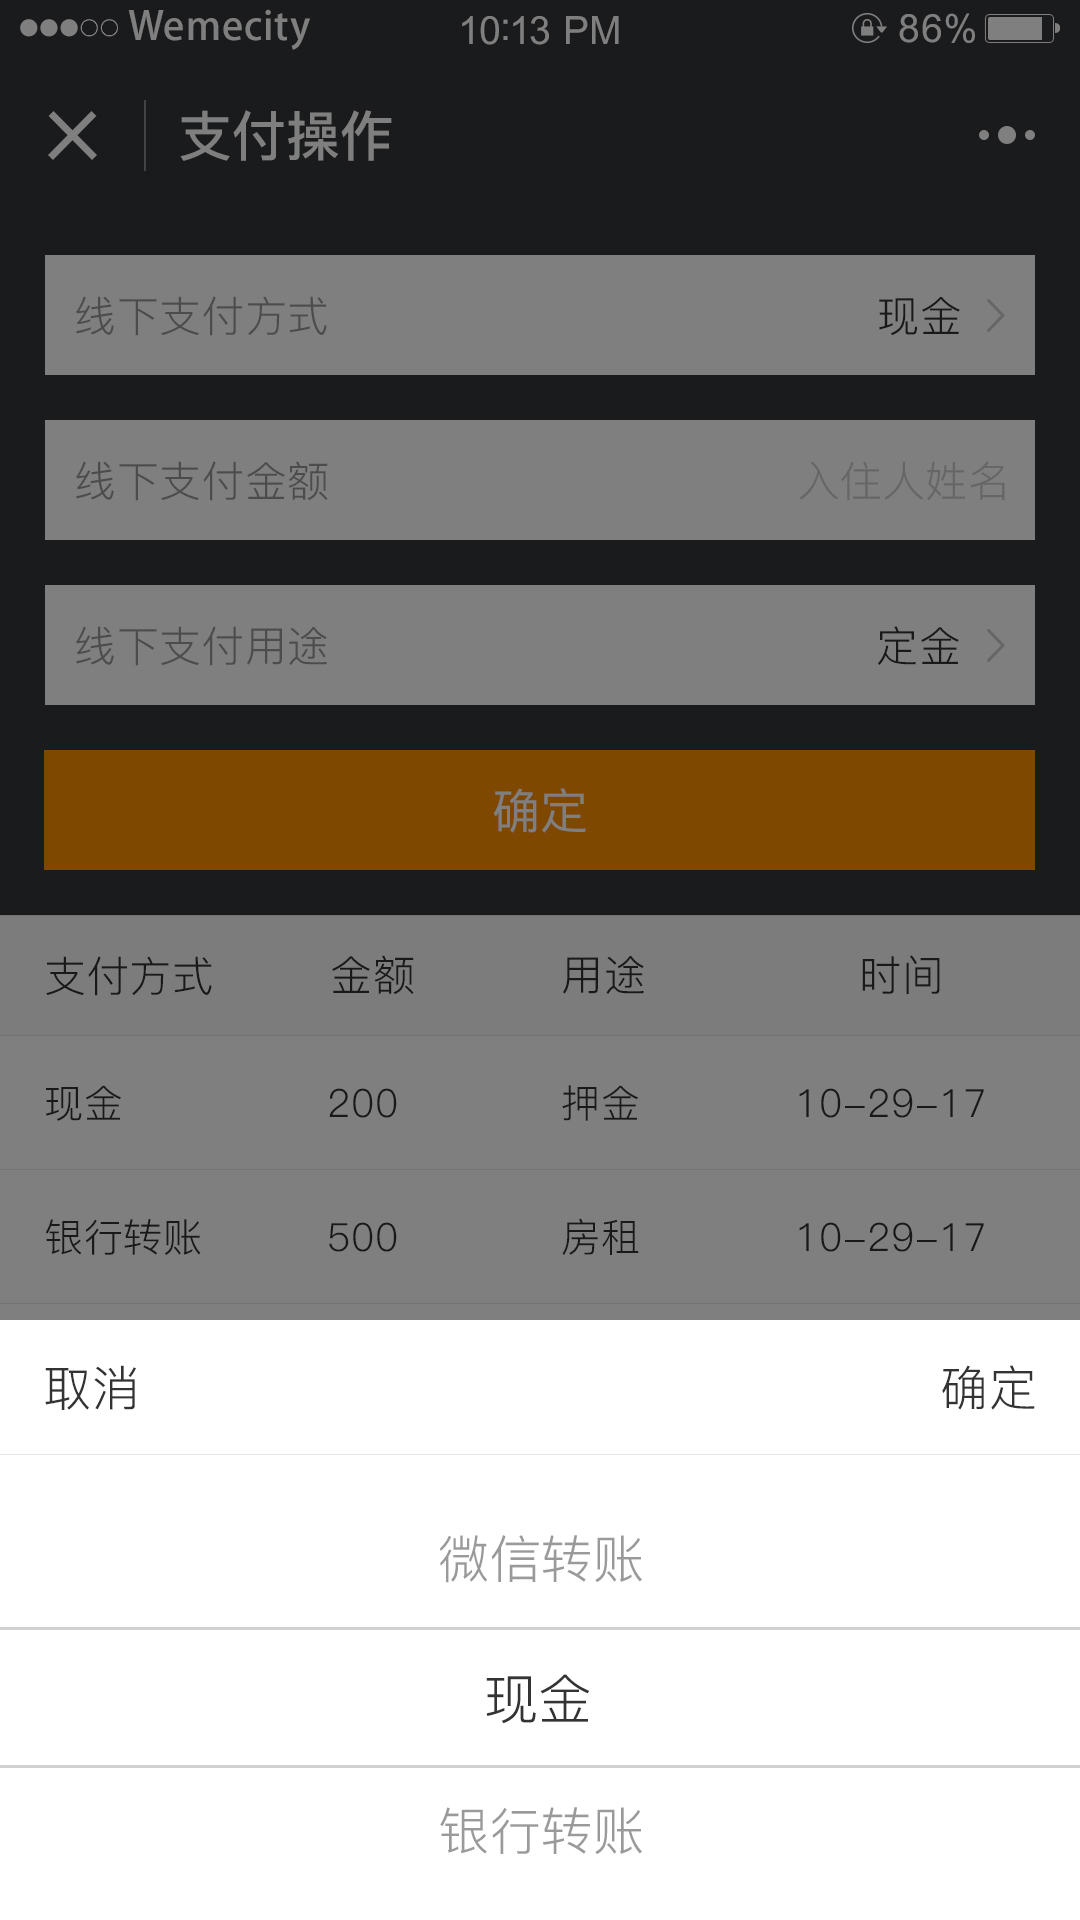 Wemecity 10:13 PM 86%
支付操作
线下支付方式 现金
线下支付金额 入住人姓名
线下支付用途 定金
确定
支付方式 金额 用途 时间
现金 200 押金 10-29-17
银行转账 500 房租 10-29-17
取消 确定
微信转账
现金
银行转账